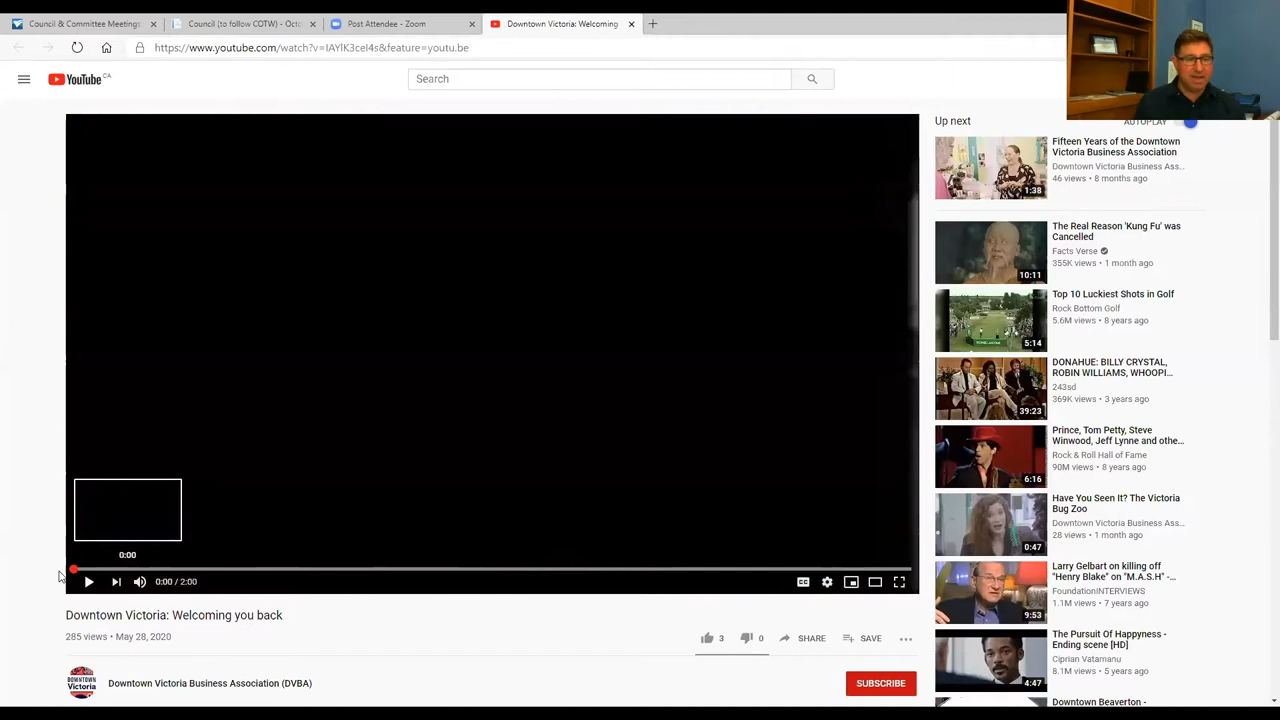 Council & Committee Meetings
Council (to follow COTW) - Octo
Post Attendee - Zoom
Downtown Victoria: Welcoming
https://www.youtube.com/watch?v=IAYlK3cel4s&feature=youtu.be
YouTube CA
Search
AUTOPLAY
Up next
Fifteen Years of the Downtown
Victoria Business Association
Downtown Victoria Business Ass...
46 views • 8 months ago
1:38
The Real Reason 'Kung Fu' was
Cancelled
Facts Verse
355K views • 1 month ago
10:11
Top 10 Luckiest Shots in Golf
Rock Bottom Golf
5.6M views • 8 years ago
5:14
DONAHUE: BILLY CRYSTAL,
ROBIN WILLIAMS, WHOOPI...
243sd
369K views • 3 years ago
39:23
Prince, Tom Petty, Steve
Winwood, Jeff Lynne and othe...
Rock & Roll Hall of Fame
90M views • 8 years ago
6:16
Have You Seen It? The Victoria
Bug Zoo
Downtown Victoria Business Ass...
28 views • 1 month ago
0:47
Larry Gelbart on killing off
"Henry Blake" on "M.A.S.H" -...
FoundationINTERVIEWS
1.1M views • 7 years ago
9:53
The Pursuit Of Happyness -
Ending scene [HD]
Ciprian Vatamanu
8.1M views • 5 years ago
4:47
Downtown Beaverton -
0:00
0:00 / 2:00
CC
Downtown Victoria: Welcoming you back
285 views • May 28, 2020
3
0
SHARE
SAVE
DOWNTOWN
Victoria
Downtown Victoria Business Association (DVBA)
SUBSCRIBE